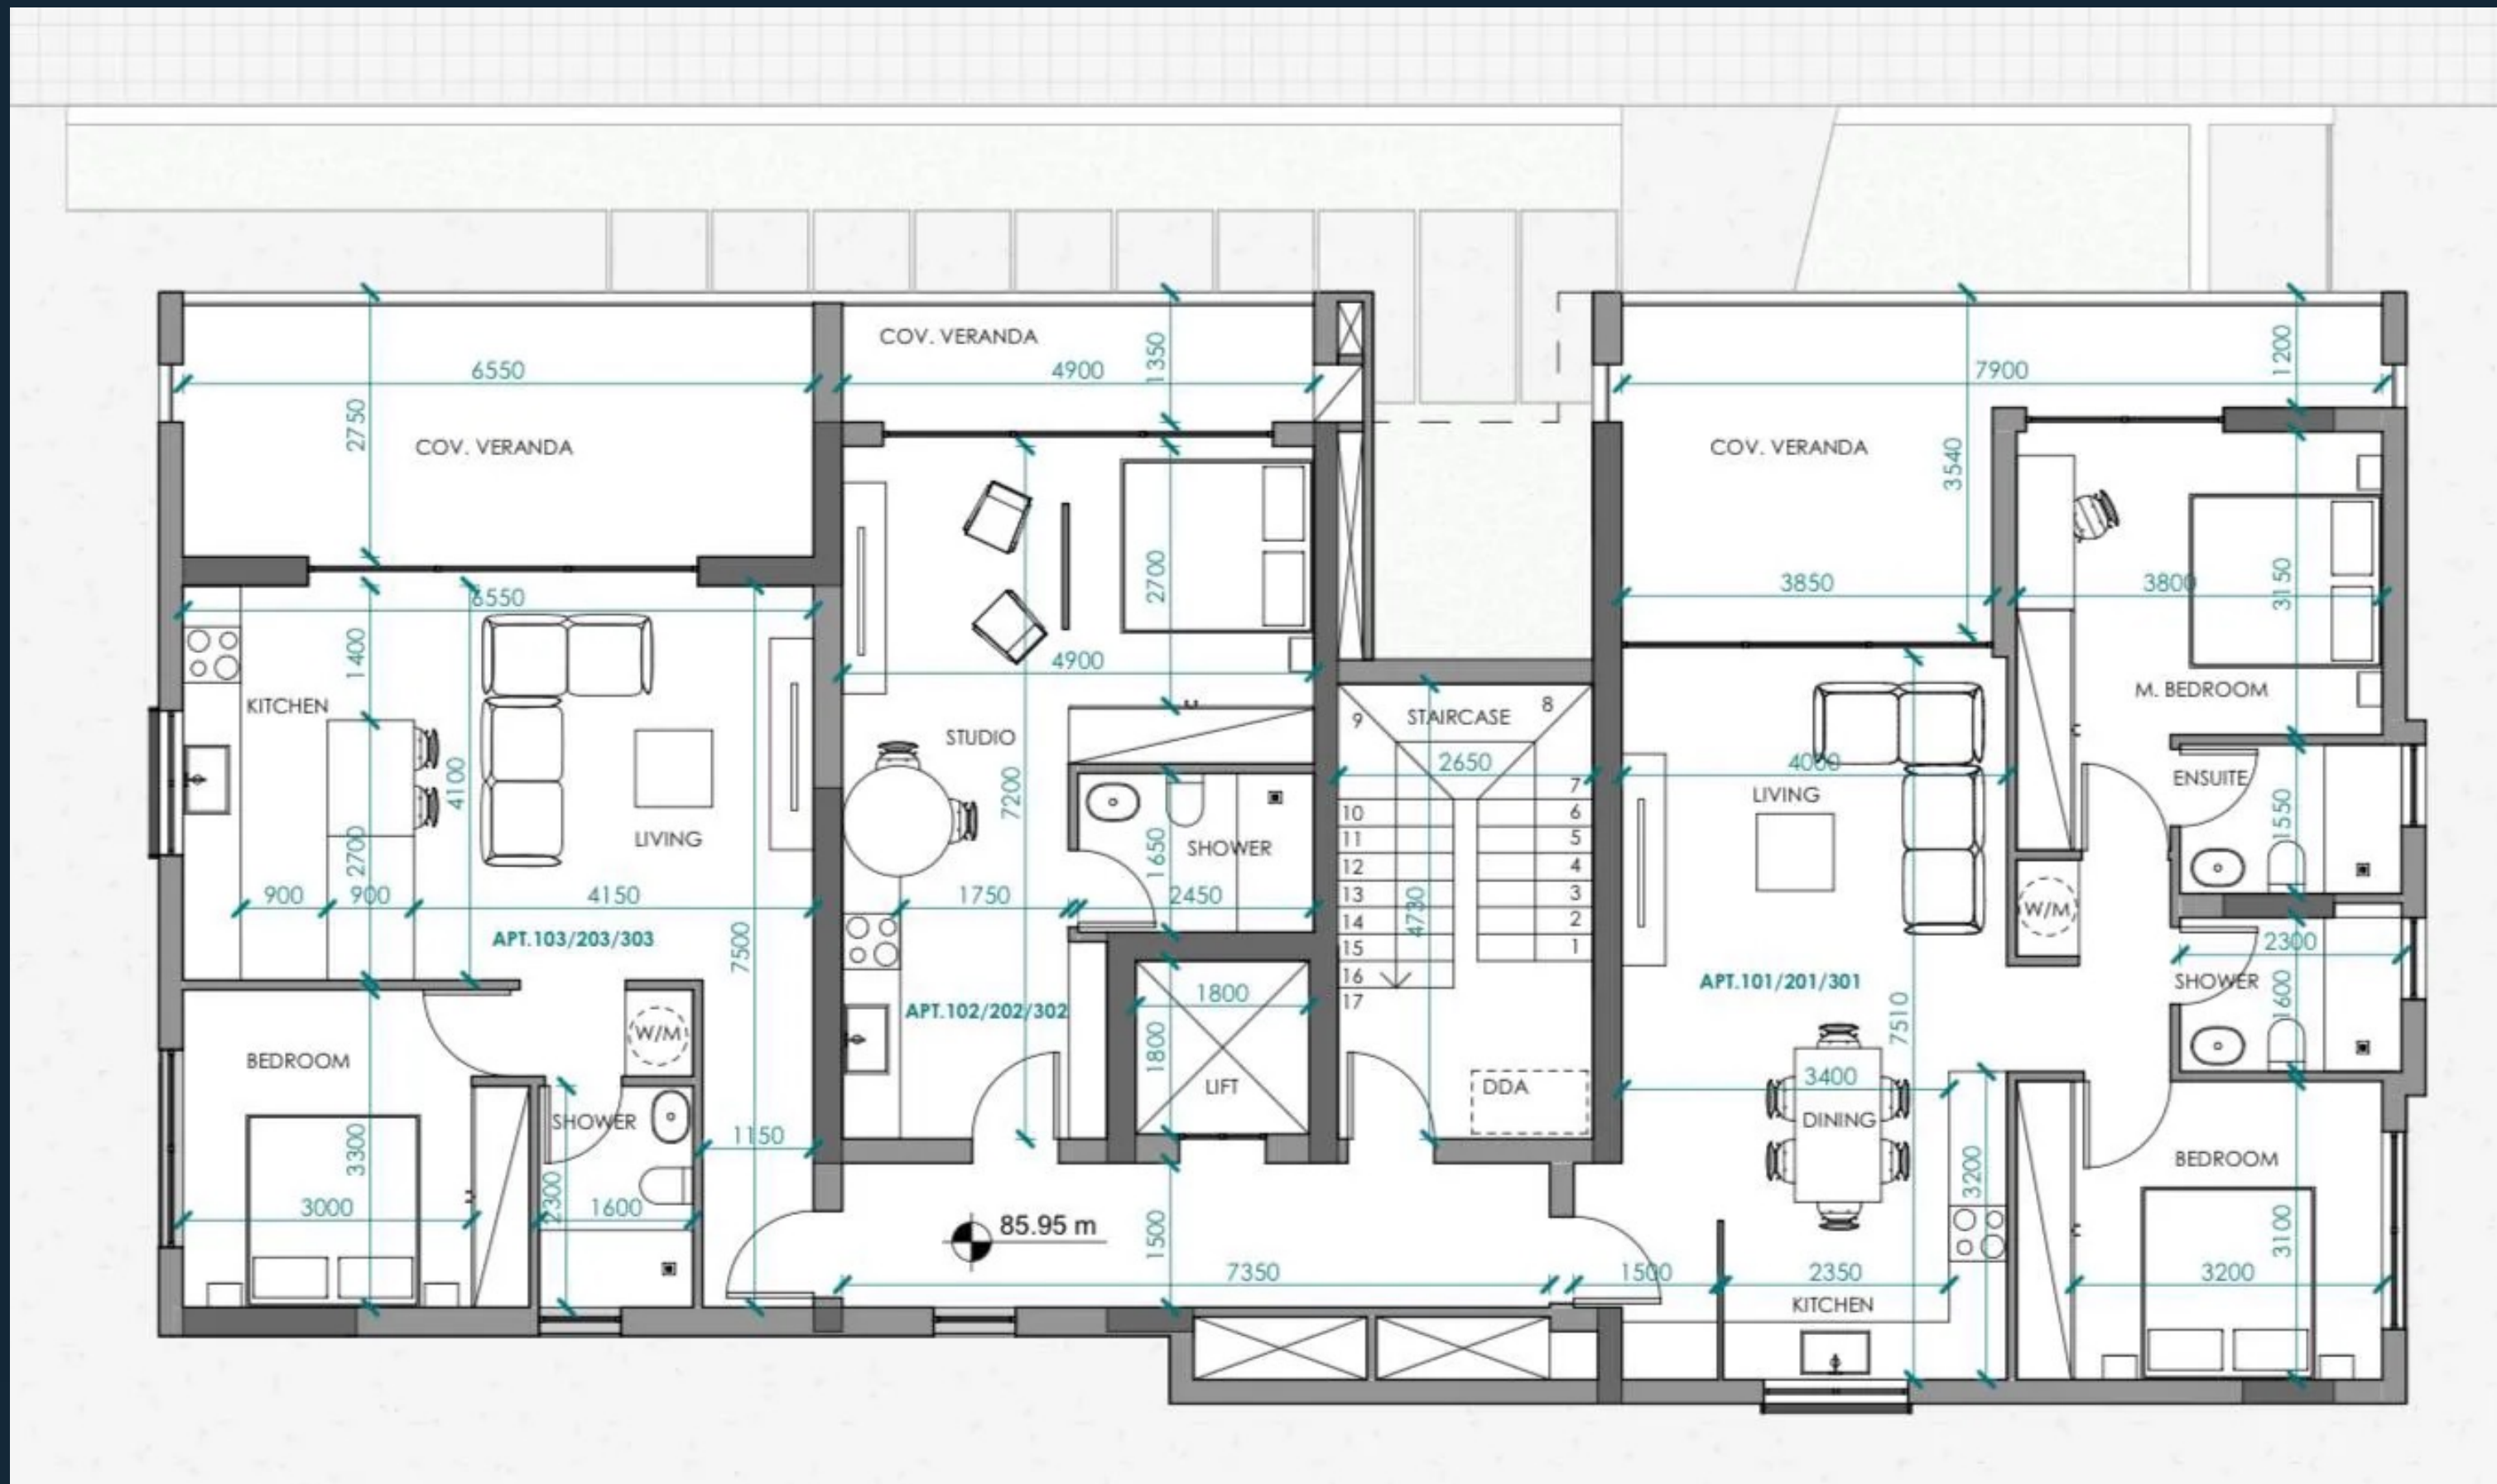 COV. VERANDA
1350
1200
6550
4900
7900
2750
COV. VERANDA
COV. VERANDA
3540
6550
1400
2700
3850
3800
3150
KITCHEN
4900
STUDIO
9
STAIRCASE
8
M. BEDROOM
4100
7200
2650
4000
ENSUITE
LIVING
LIVING
7
10
6
11
5
12
4
13
3
14
2
15
1
16
17
2700
1650
SHOWER
1550
900
900
4150
1750
2450
4730
W/M
APT.103/203/303
7500
2300
APT.101/201/301
SHOWER
1600
1800
APT.102/202/302
7510
W/M
BEDROOM
1800
LIFT
DDA
3400
DINING
SHOWER
1150
3300
BEDROOM
3200
3000
2300
1600
85.95 m
1500
3100
7350
1500
2350
3200
KITCHEN